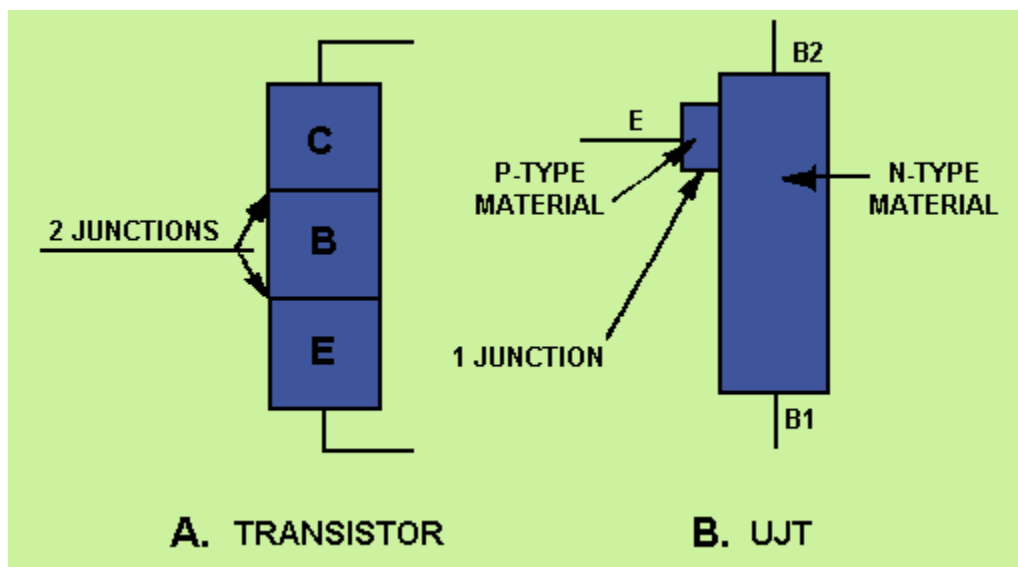 C
B
E
2 JUNCTIONS
A. TRANSISTOR
B2
E
P-TYPE
MATERIAL
N-TYPE
MATERIAL
1 JUNCTION
B1
B. UJT